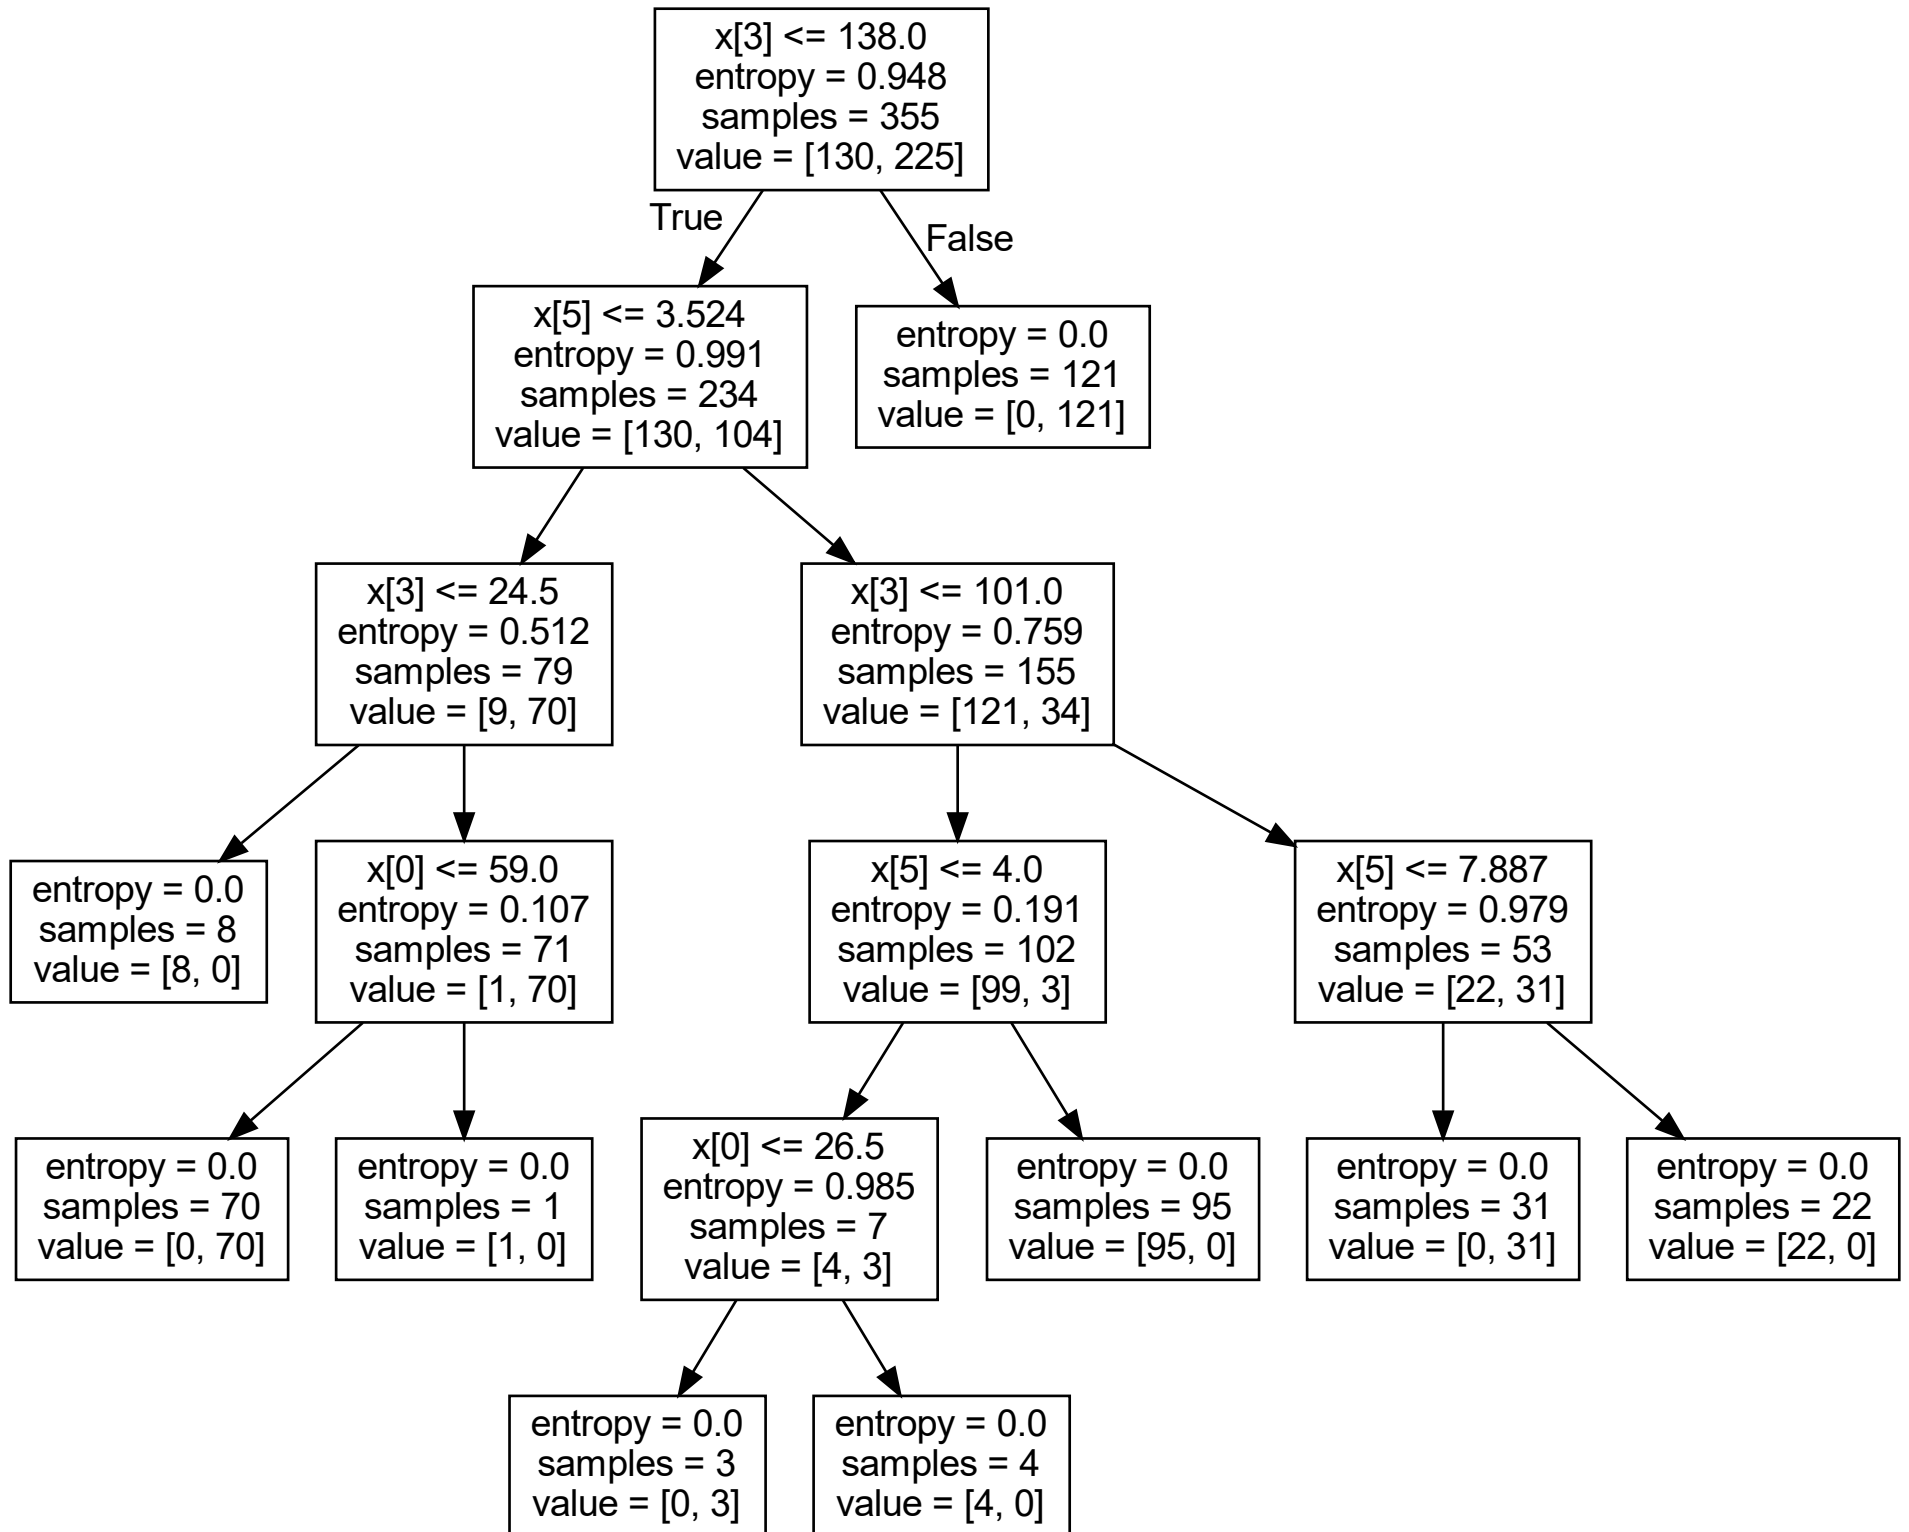 x[3] <= 138.0
entropy = 0.948
samples = 355
value = [130, 225]
True
False
x[5] <= 3.524
entropy = 0.991
samples = 234
value = [130, 104]
entropy = 0.0
samples = 121
value = [0, 121]
x[3] <= 24.5
entropy = 0.512
samples = 79
value = [9, 70]
x[3] <= 101.0
entropy = 0.759
samples = 155
value = [121, 34]
entropy = 0.0
samples = 8
value = [8, 0]
x[0] <= 59.0
entropy = 0.107
samples = 71
value = [1, 70]
x[5] <= 4.0
entropy = 0.191
samples = 102
value = [99, 3]
x[5] <= 7.887
entropy = 0.979
samples = 53
value = [22, 31]
entropy = 0.0
samples = 70
value = [0, 70]
entropy = 0.0
samples = 1
value = [1, 0]
x[0] <= 26.5
entropy = 0.985
samples = 7
value = [4, 3]
entropy = 0.0
samples = 95
value = [95, 0]
entropy = 0.0
samples = 31
value = [0, 31]
entropy = 0.0
samples = 22
value = [22, 0]
entropy = 0.0
samples = 3
value = [0, 3]
entropy = 0.0
samples = 4
value = [4, 0]